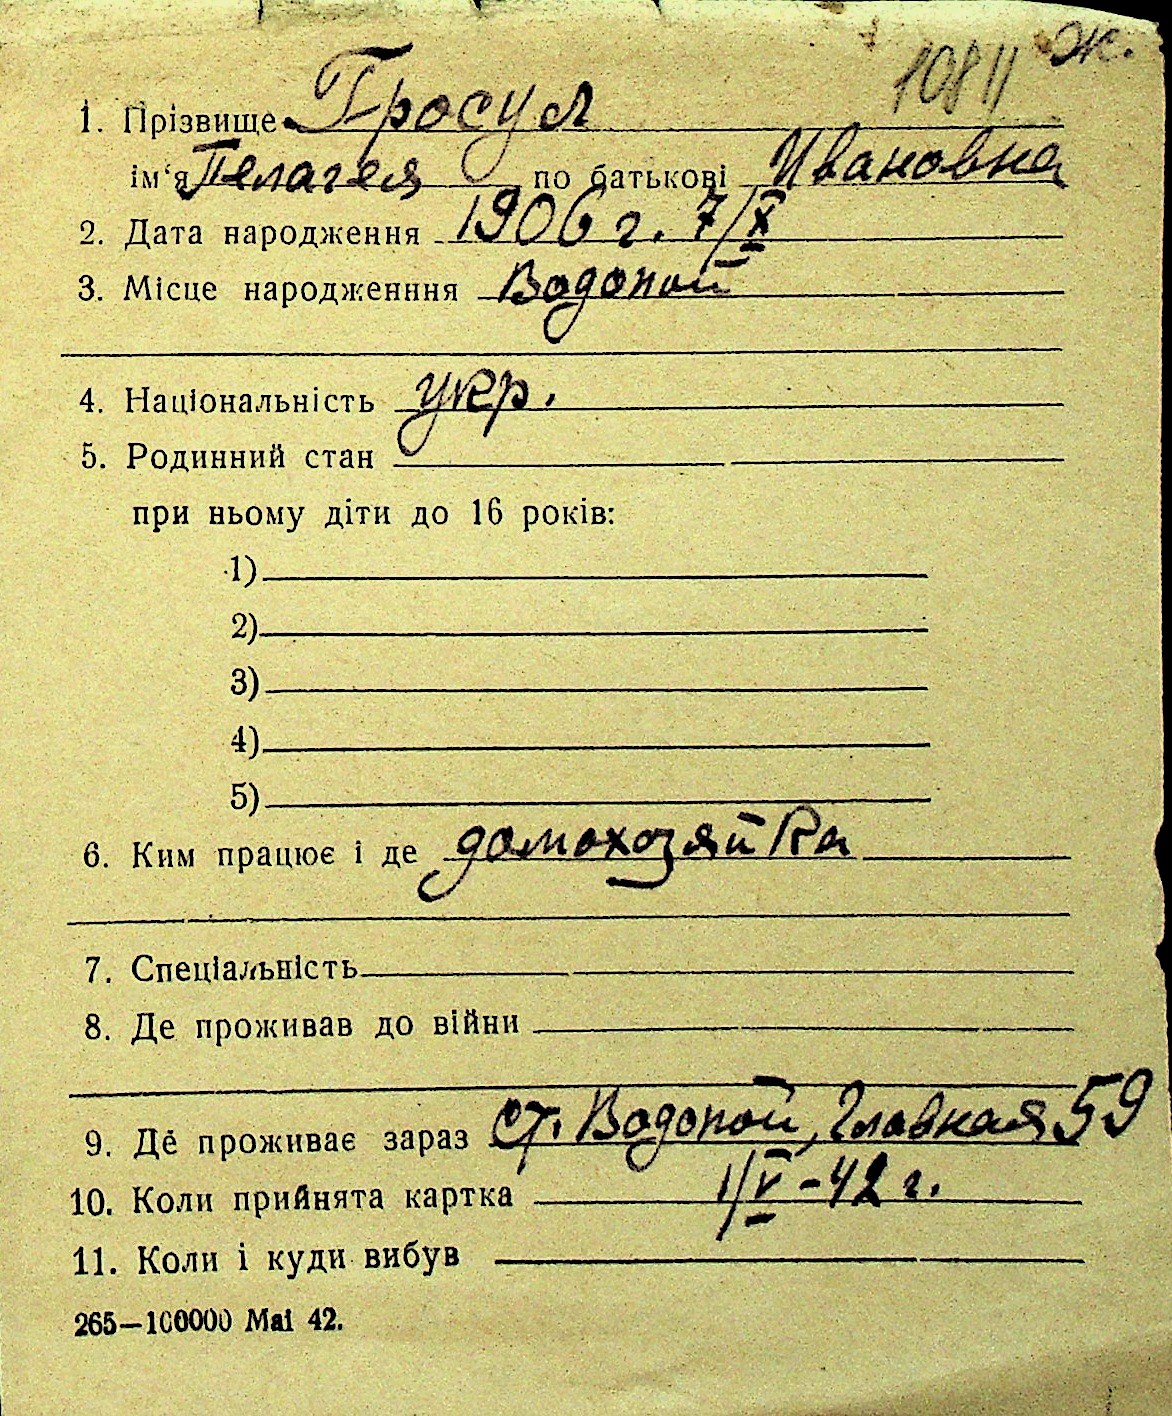 10811 Ж.
1. Прізвище Гросул
ім'я Пелагея по батькові Ивановна
2. Дата народження 1906 г. 7/X
3. Місце народженння Водопой
4. Національність укр.
5. Родинний стан
при ньому діти до 16 років:
1)
2)
3)
4)
5)
6. Ким працює і де домохозяйка
7. Спеціальність
8. Де проживав до війни
9. Де проживає зараз ст. Водопой, Главная 59
10. Коли прийнята картка 1/V-42 г.
11. Коли і куди вибув
265—100000 Mai 42.